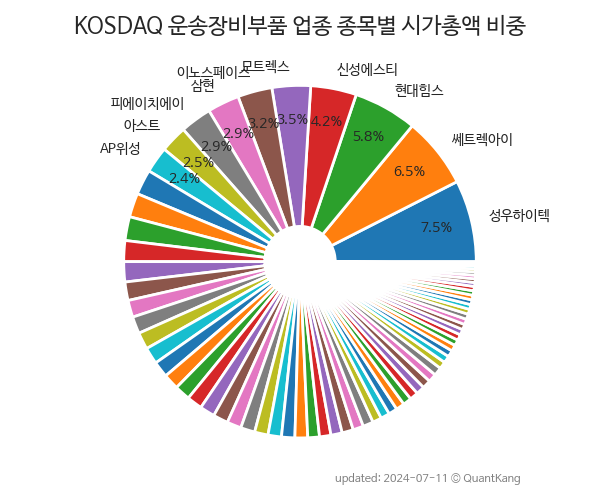 KOSDAQ 운송장비부품 업종 종목별 시가총액 비중
모트렉스
이노스페이스
삼현
신성에스티
현대힘스
피에이치에이
아스트
AP위성
쎄트렉아이
성우하이텍
3.5%
4.2%
3.2%
2.9%
5.8%
2.9%
2.5%
2.4%
6.5%
7.5%
updated: 2024-07-11 ⓒ QuantKang